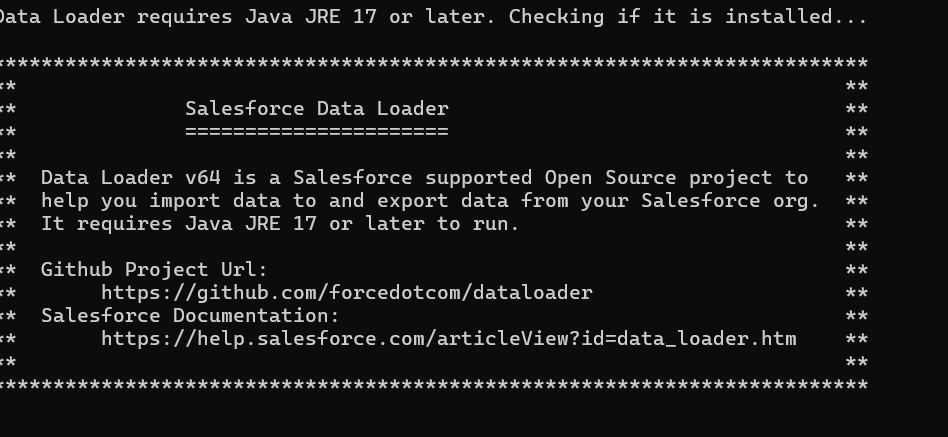 Data Loader requires Java JRE 17 or later. Checking if it is installed...
*************************************************************************
** **
** Salesforce Data Loader **
** ====================== **
** **
** Data Loader v64 is a Salesforce supported Open Source project to **
** help you import data to and export data from your Salesforce org. **
** It requires Java JRE 17 or later to run. **
** **
** Github Project Url: **
** https://github.com/forcedotcom/dataloader **
** Salesforce Documentation: **
** https://help.salesforce.com/articleView?id=data_loader.htm **
** **
*************************************************************************